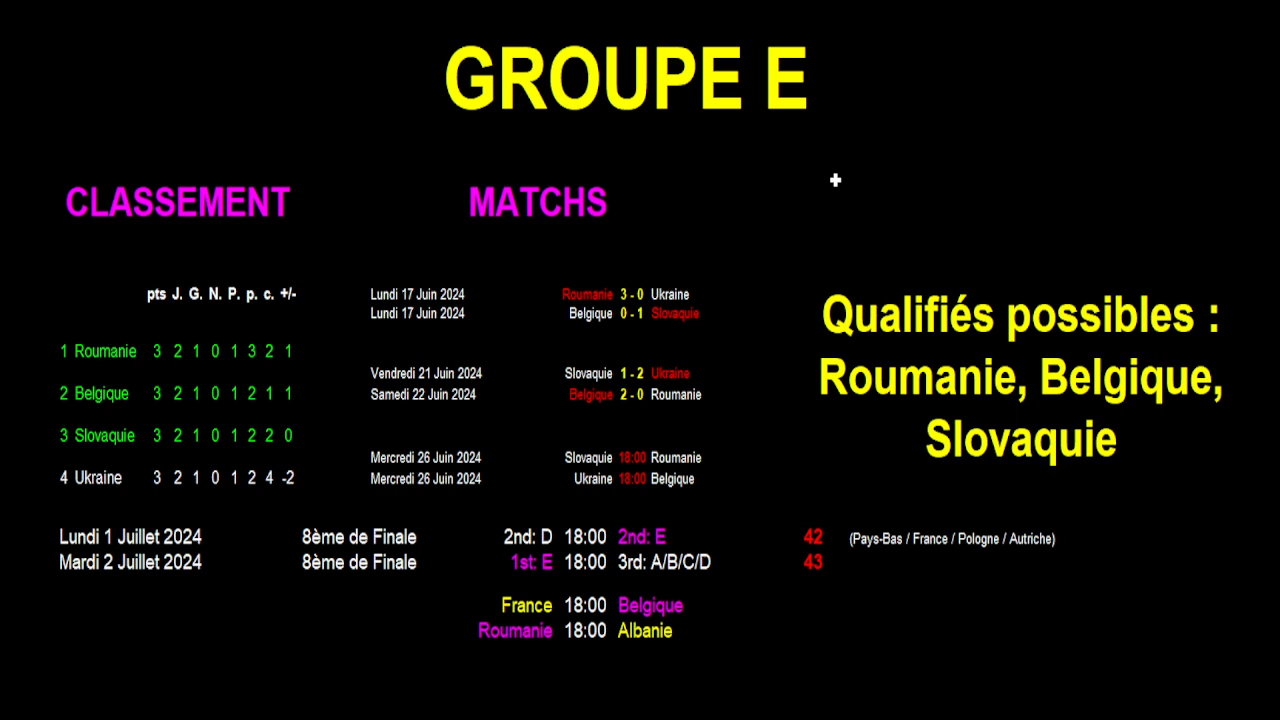 GROUPE E
CLASSEMENT MATCHS
pts J. G. N. P. p. c. +/-
1 Roumanie 3 2 1 0 1 3 2 1
2 Belgique 3 2 1 0 1 2 1 1
3 Slovaquie 3 2 1 0 1 2 2 0
4 Ukraine 3 2 1 0 1 2 4 -2
Lundi 17 Juin 2024 Roumanie 3 - 0 Ukraine
Lundi 17 Juin 2024 Belgique 0 - 1 Slovaquie
Vendredi 21 Juin 2024 Slovaquie 1 - 2 Ukraine
Samedi 22 Juin 2024 Belgique 2 - 0 Roumanie
Mercredi 26 Juin 2024 Slovaquie 18:00 Roumanie
Mercredi 26 Juin 2024 Ukraine 18:00 Belgique
Qualifiés possibles :
Roumanie, Belgique,
Slovaquie
Lundi 1 Juillet 2024 8ème de Finale 2nd: D 18:00 2nd: E 42 (Pays-Bas / France / Pologne / Autriche)
Mardi 2 Juillet 2024 8ème de Finale 1st: E 18:00 3rd: A/B/C/D 43
France 18:00 Belgique
Roumanie 18:00 Albanie